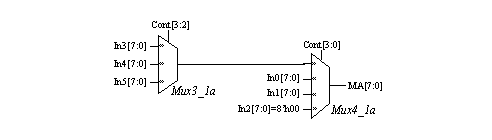 Cont[3:2]
In3[7:0]
In4[7:0]
In5[7:0]
Mux3_1a
Cont[3:0]
In0[7:0]
In1[7:0]
In2[7:0]=8'h00
MA[7:0]
Mux4_1a